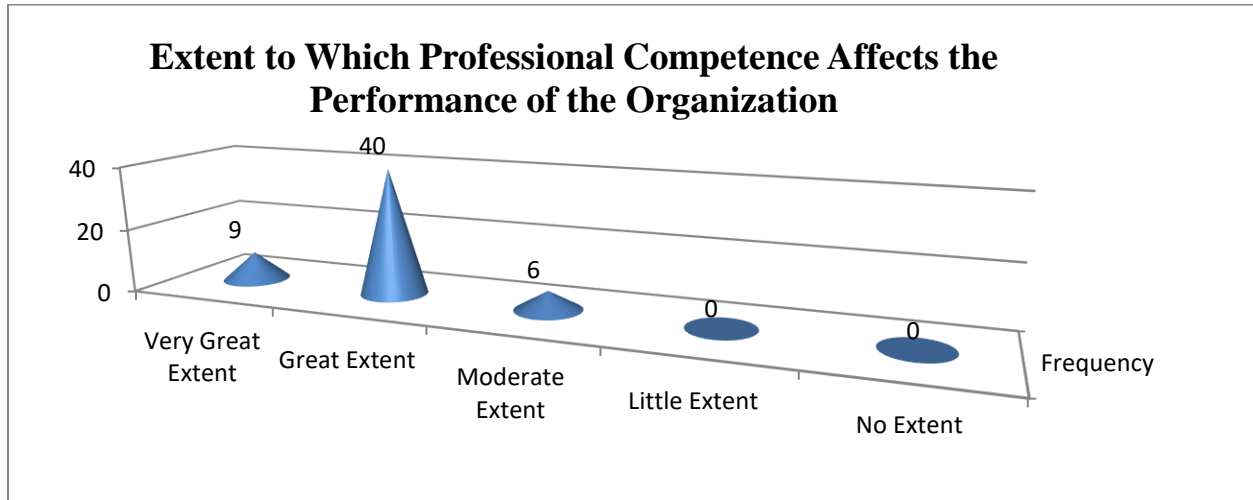 Extent to Which Professional Competence Affects the
Performance of the Organization
40
20
0
9
40
6
0
0
Very Great
Extent
Great Extent
Moderate
Extent
Little Extent
No Extent
Frequency